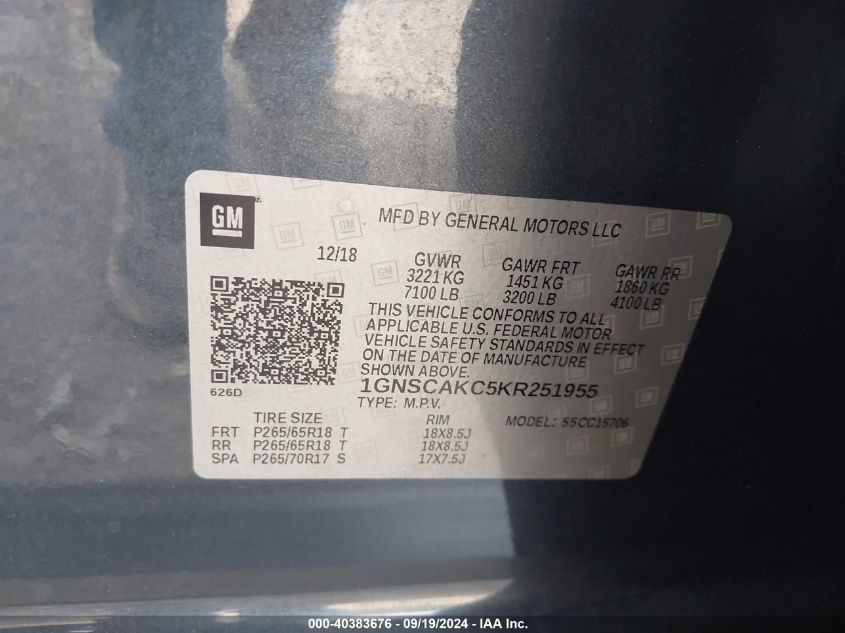 GM
MFD BY GENERAL MOTORS LLC
12/18
GVWR GAWR FRT GAWR RR
3221 KG 1451 KG 1860 KG
7100 LB 3200 LB 4100 LB
THIS VEHICLE CONFORMS TO ALL
APPLICABLE U.S. FEDERAL MOTOR
VEHICLE SAFETY STANDARDS IN EFFECT
ON THE DATE OF MANUFACTURE
SHOWN ABOVE.
626D
1GNSCAKC5KR251955
TYPE: M.P.V.
TIRE SIZE RIM MODEL: 55CC15706
FRT P265/65R18 T 18X8.5J
RR P265/65R18 T 18X8.5J
SPA P265/70R17 S 17X7.5J
000-40383676 - 09/19/2024 - IAA Inc.